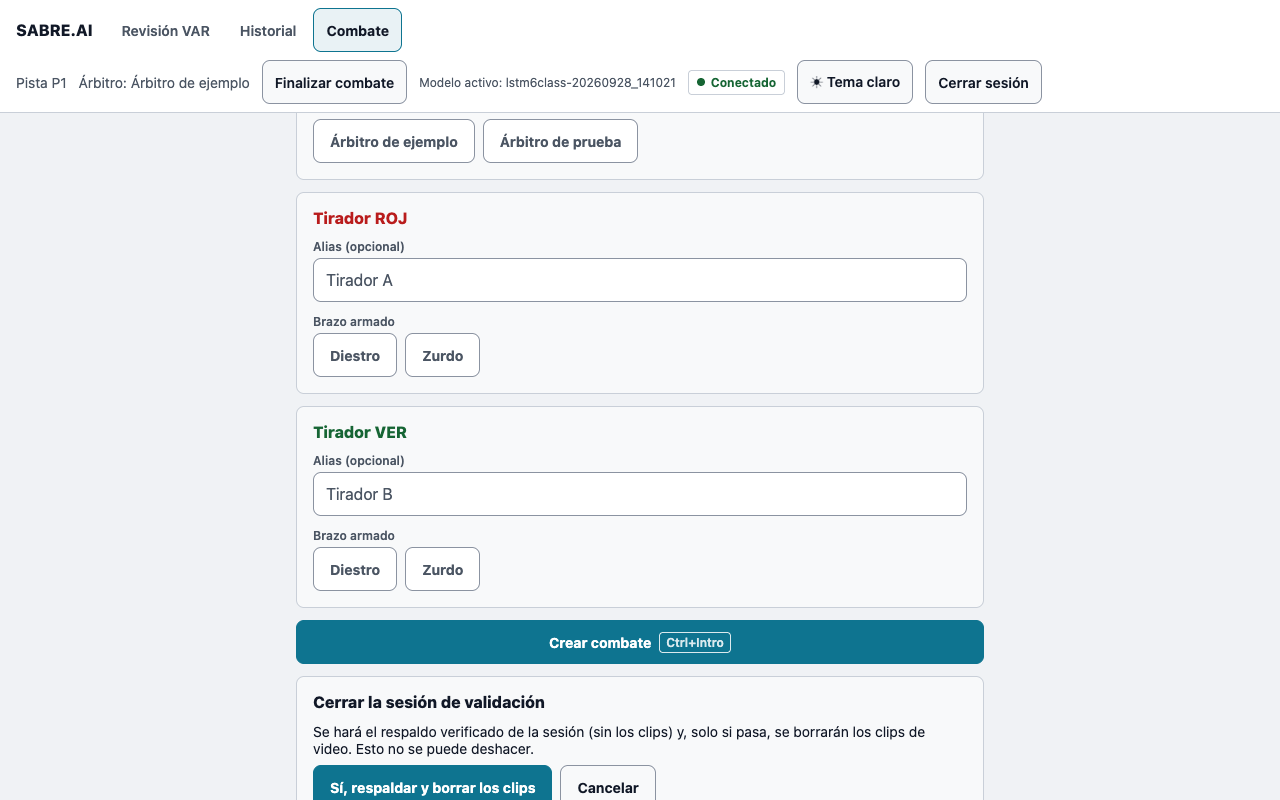 SABRE.AI Revisión VAR Historial Combate
Pista P1 Árbitro: Árbitro de ejemplo Finalizar combate Modelo activo: lstm6class-20260928_141021 Conectado Tema claro Cerrar sesión
Árbitro de ejemplo Árbitro de prueba
Tirador ROJ
Alias (opcional)
Tirador A
Brazo armado
Diestro Zurdo
Tirador VER
Alias (opcional)
Tirador B
Brazo armado
Diestro Zurdo
Crear combate Ctrl+Intro
Cerrar la sesión de validación
Se hará el respaldo verificado de la sesión (sin los clips) y, solo si pasa, se borrarán los clips de
video. Esto no se puede deshacer.
Sí, respaldar y borrar los clips Cancelar